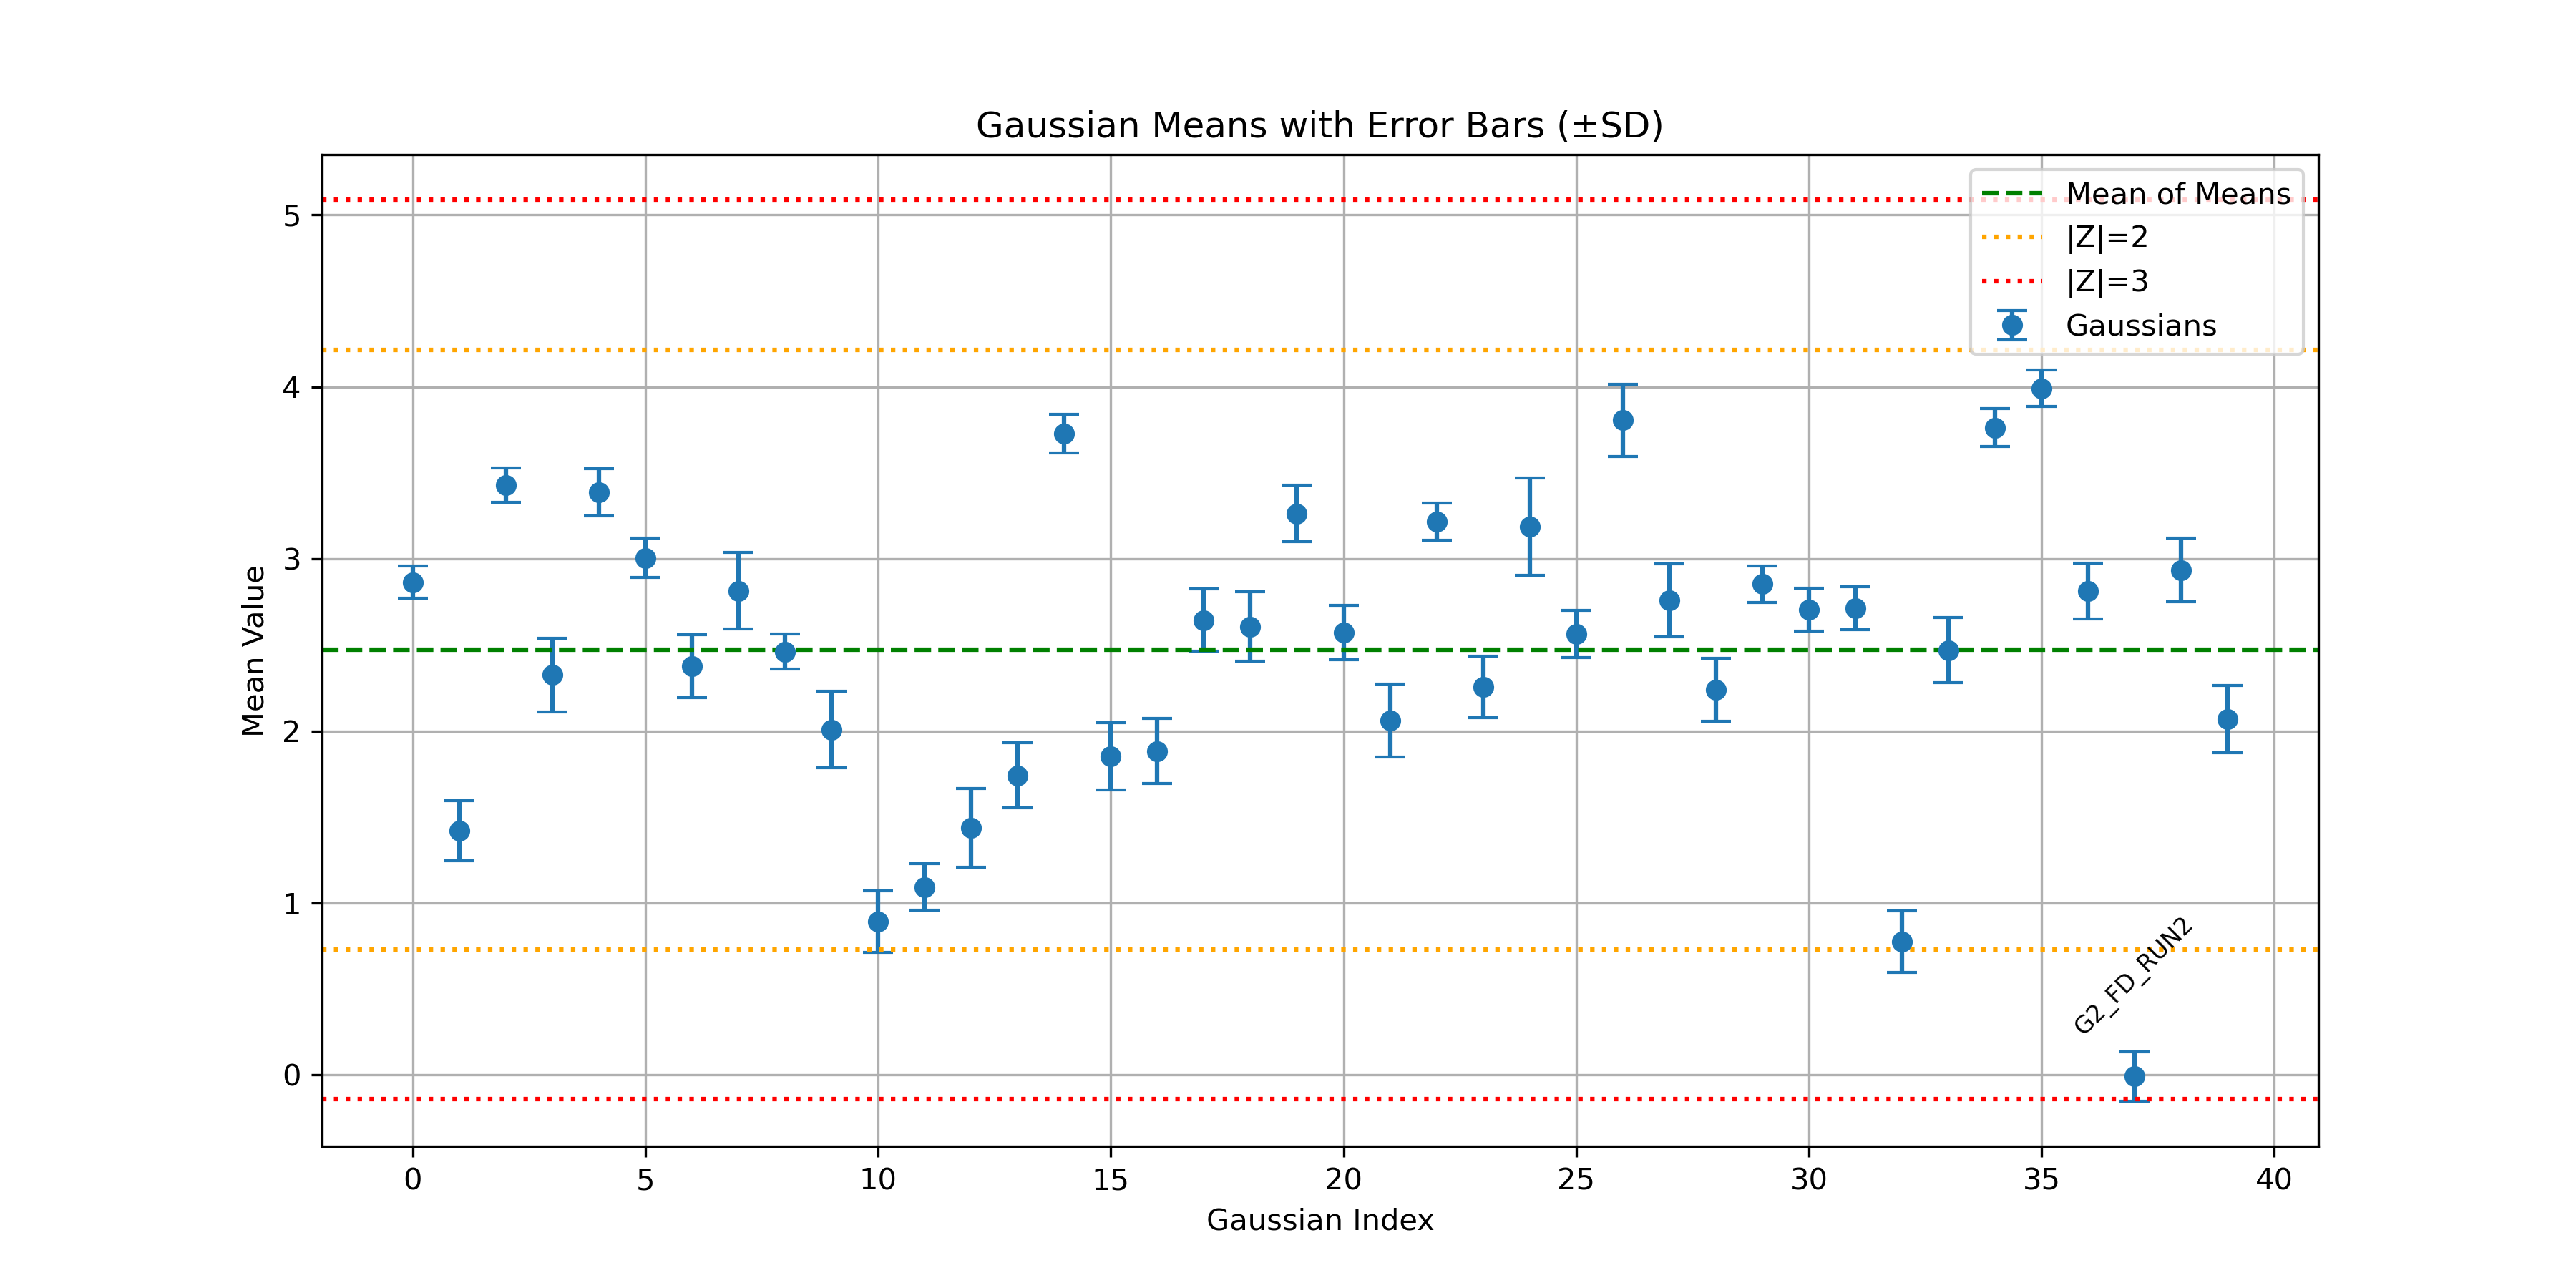 Gaussian Means with Error Bars (±SD)
Mean of Means
|Z|=2
|Z|=3
Gaussians
Mean Value
5
4
3
2
1
0
G2_FD_RUN2
0 5 10 15 20 25 30 35 40
Gaussian Index